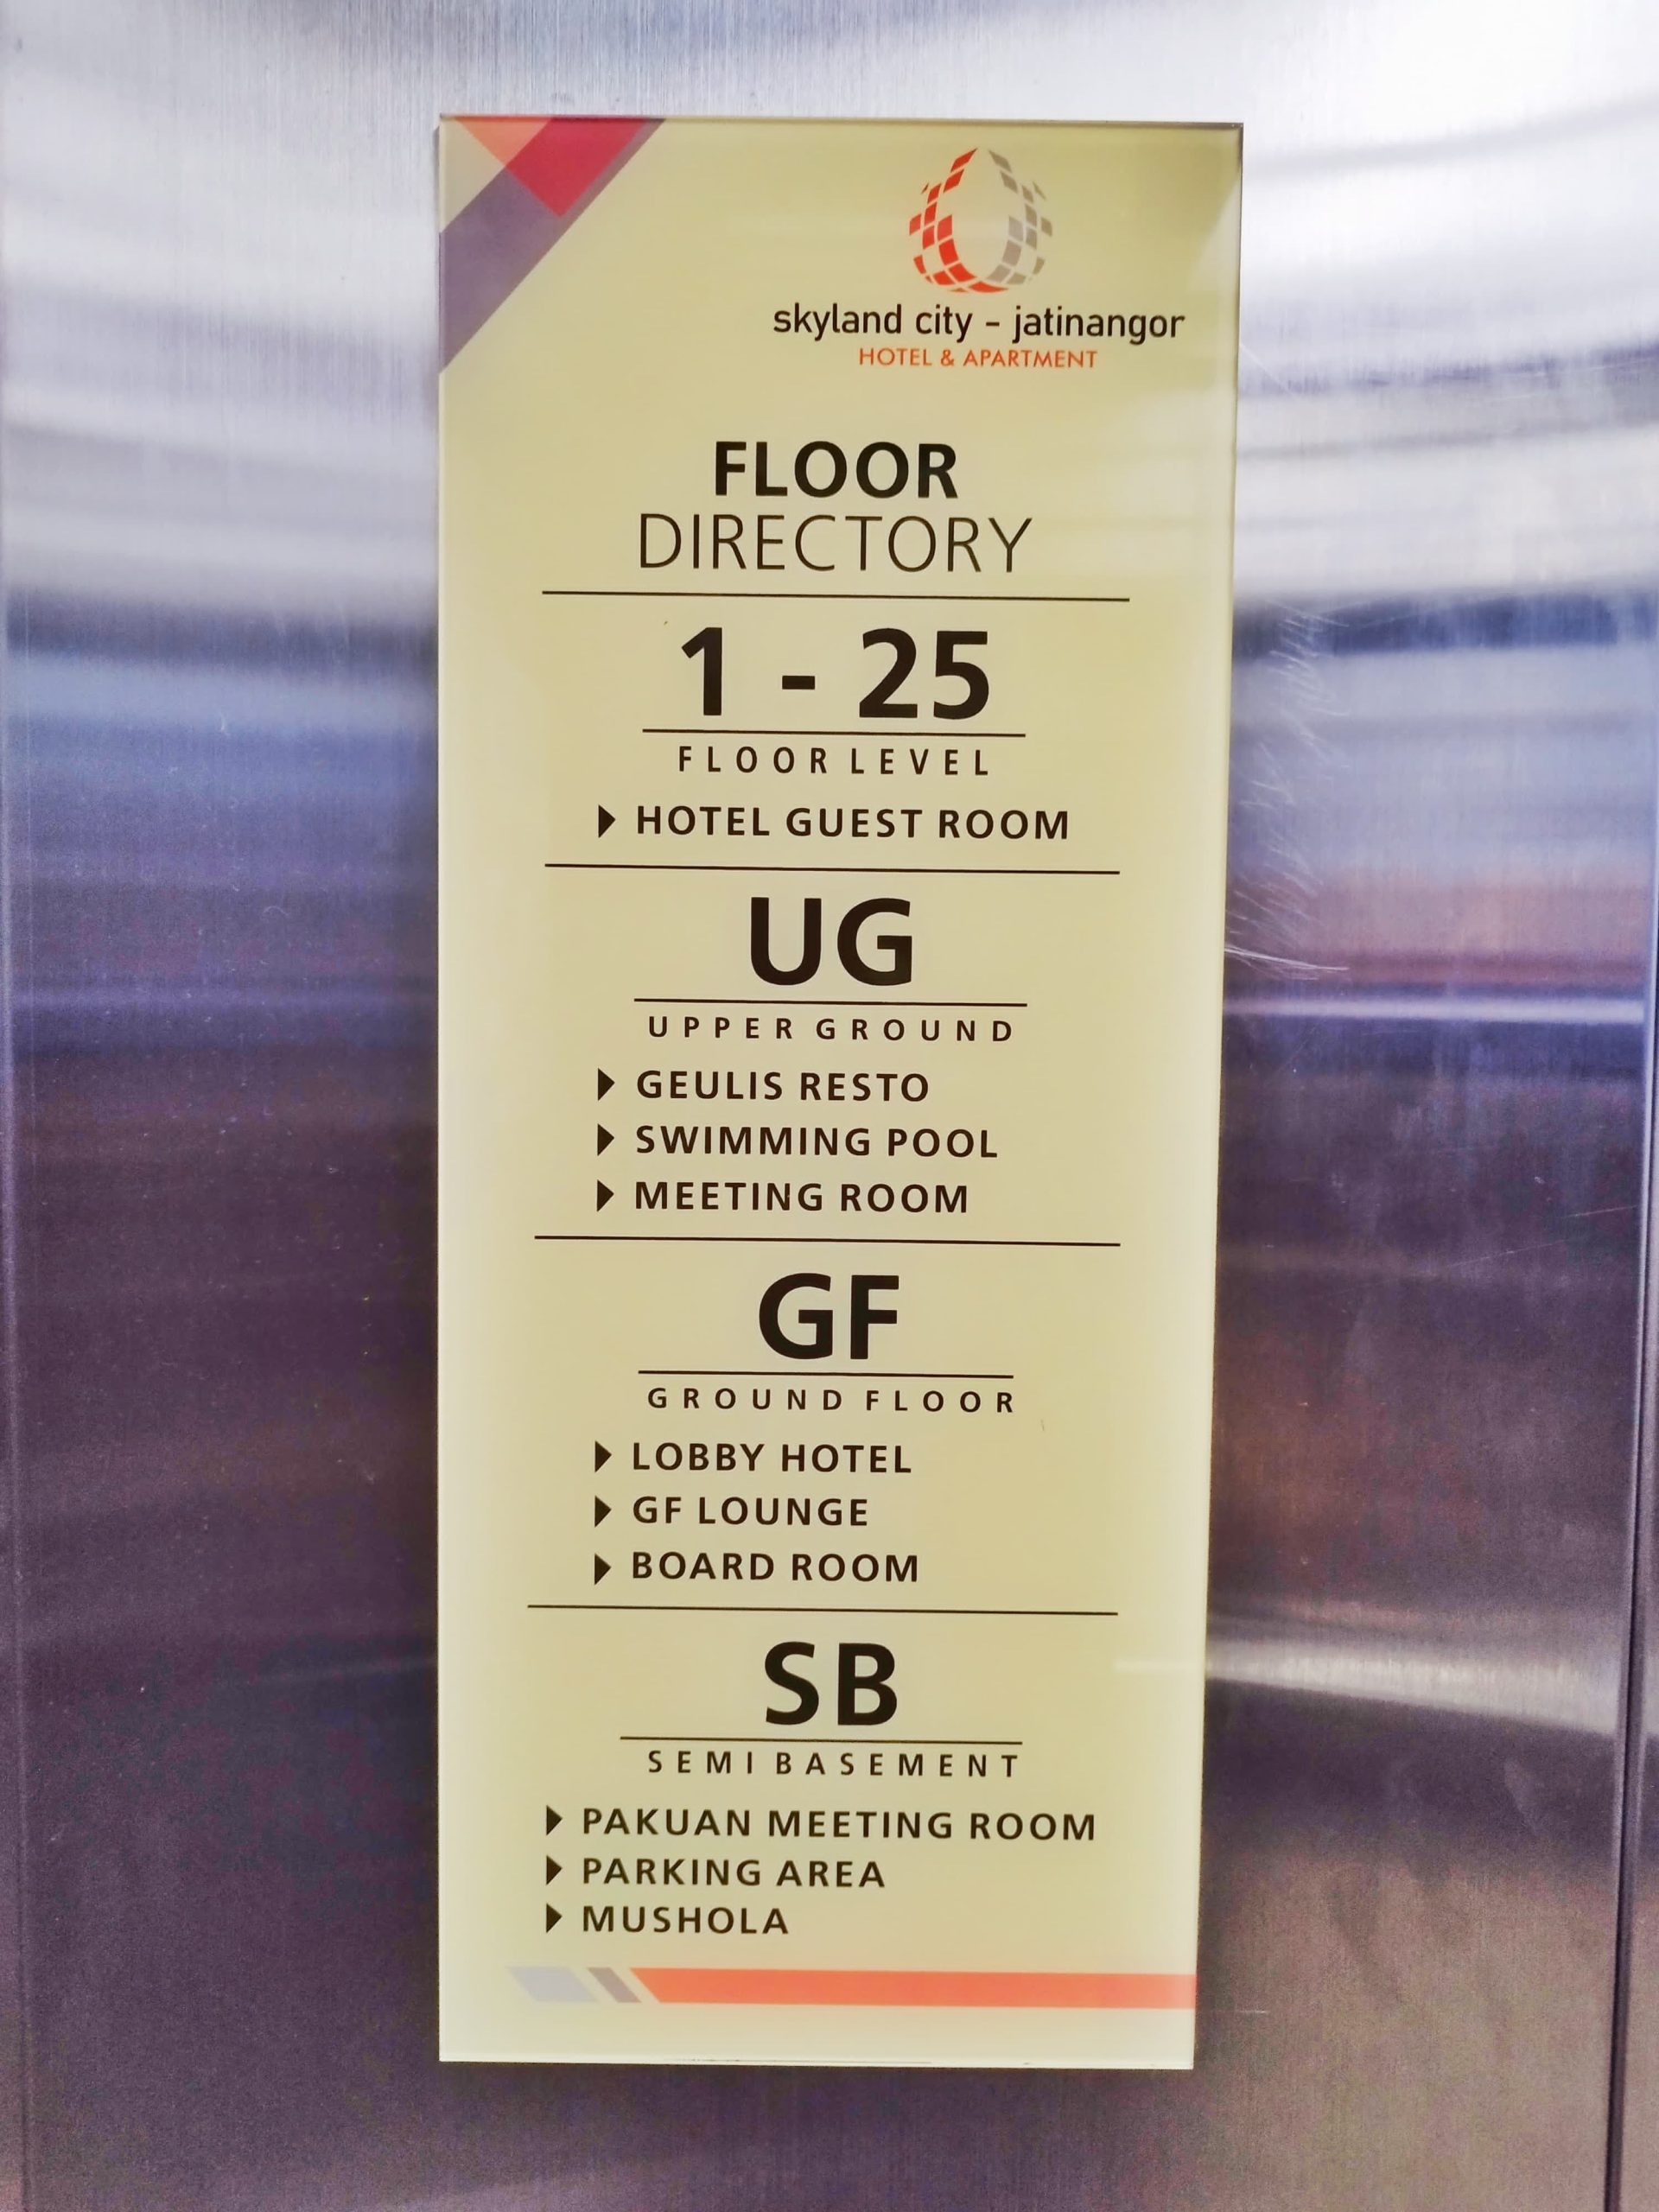 skyland city - jatinangor
HOTEL & APARTMENT
FLOOR
DIRECTORY
1 - 25
FLOOR LEVEL
HOTEL GUEST ROOM
UG
UPPER GROUND
GEULIS RESTO
SWIMMING POOL
MEETING ROOM
GF
GROUND FLOOR
LOBBY HOTEL
GF LOUNGE
BOARD ROOM
SB
SEMI BASEMENT
PAKUAN MEETING ROOM
PARKING AREA
MUSHOLA